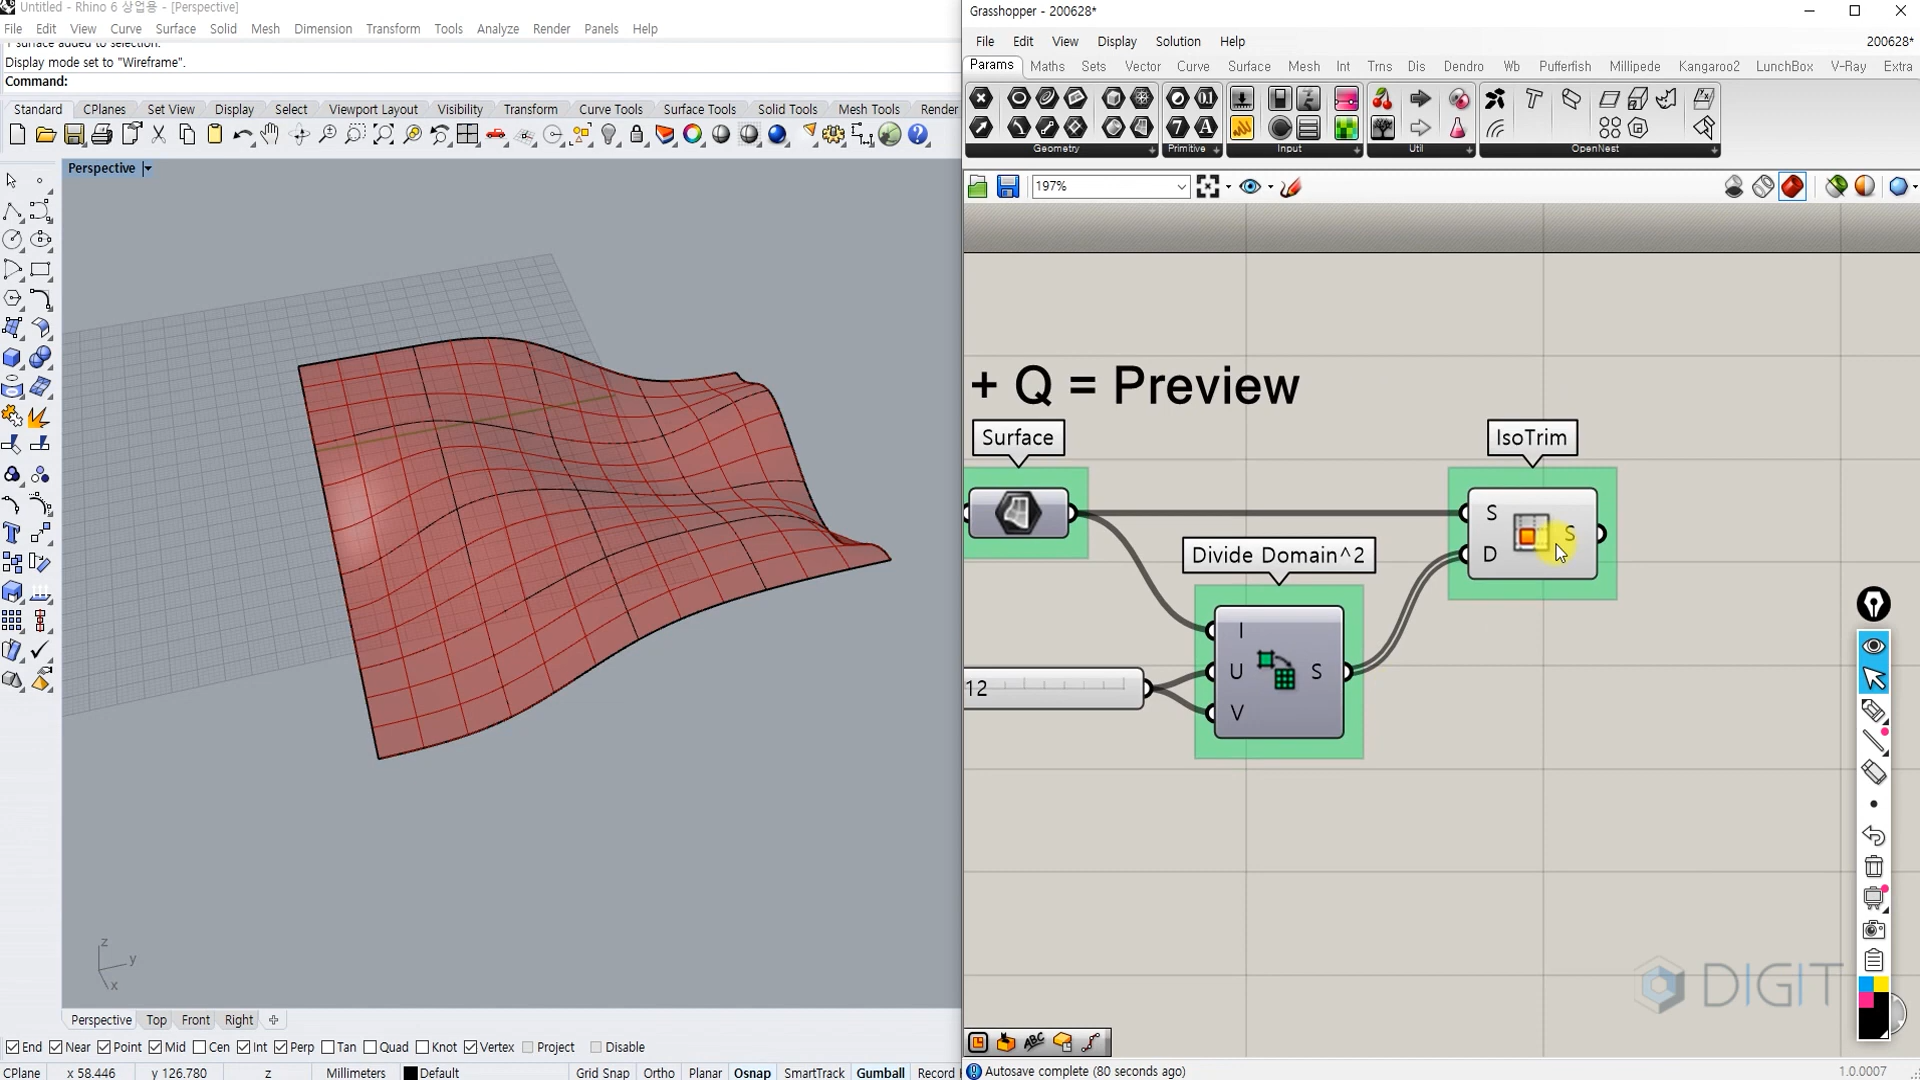 Untitled - Rhino 6 상업용 - [Perspective]
File Edit View Curve Surface Solid Mesh Dimension Transform Tools Analyze Render Panels Help
1 surface added to selection.
Display mode set to "Wireframe".
Command:
Standard CPlanes Set View Display Select Viewport Layout Visibility Transform Curve Tools Surface Tools Solid Tools Mesh Tools Render
Perspective
z
y
x
Perspective Top Front Right
End Near Point Mid Cen Int Perp Tan Quad Knot Vertex Project Disable
CPlane x 58.446 y 126.780 z Millimeters Default Grid Snap Ortho Planar Osnap SmartTrack Gumball Record
Grasshopper - 200628*
File Edit View Display Solution Help 200628*
Params Maths Sets Vector Curve Surface Mesh Int Trns Dis Dendro Wb Pufferfish Millipede Kangaroo2 LunchBox V-Ray Extra
Geometry Primitive Input Util OpenNest
197%
+ Q = Preview
Surface
IsoTrim
S
D
S
Divide Domain^2
I
U
V
S
12
DIGIT
Autosave complete (80 seconds ago) 1.0.0007